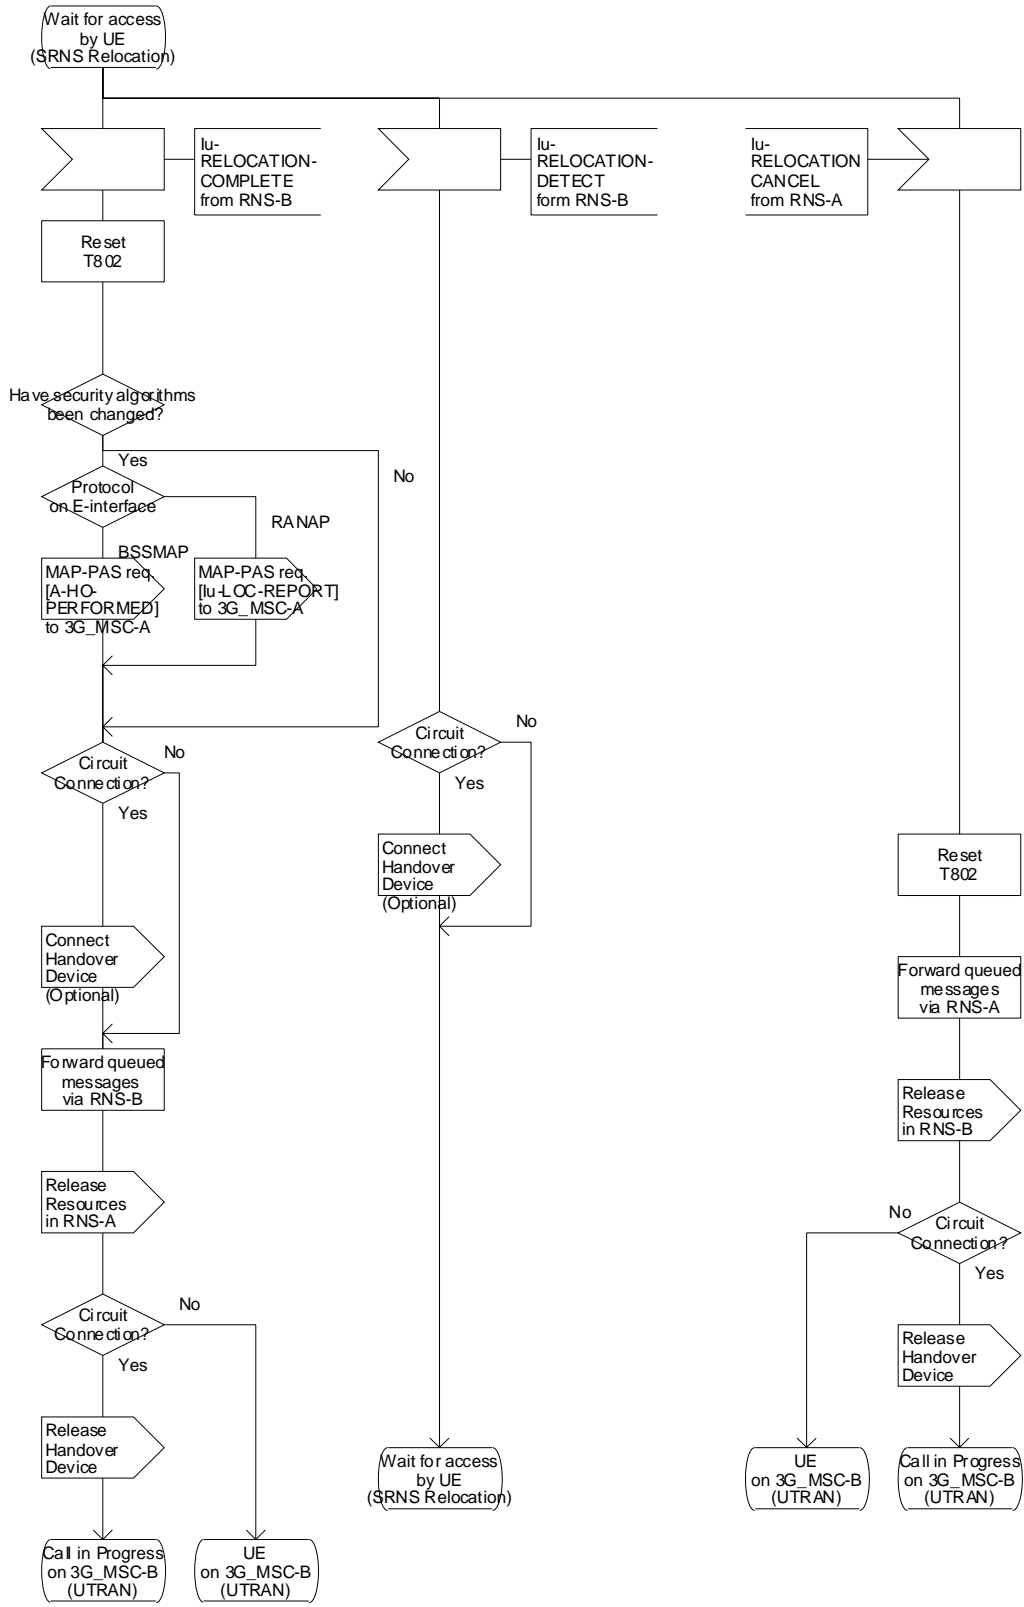 Wait for access
by UE
(SRNS Relocation)
Iu-
RELOCATION-
COMPLETE
from RNS-B
Iu-
RELOCATION-
DETECT
form RNS-B
Iu-
RELOCATION
CANCEL
from RNS-A
Reset
T802
Have security algorithms
been changed?
Yes
No
Protocol
on E-interface
RANAP
BSSMAP
MAP-PAS req.
[A-HO-
PERFORMED]
to 3G_MSC-A
MAP-PAS req.
[Iu-LOC-REPORT]
to 3G_MSC-A
Circuit
Connection?
No
Yes
Circuit
Connection?
No
Yes
Connect
Handover
Device
(Optional)
Reset
T802
Connect
Handover
Device
(Optional)
Forward queued
messages
via RNS-A
Forward queued
messages
via RNS-B
Release
Resources
in RNS-B
Release
Resources
in RNS-A
No
Circuit
Connection?
Yes
Circuit
Connection?
No
Yes
Release
Handover
Device
Release
Handover
Device
Wait for access
by UE
(SRNS Relocation)
UE
on 3G_MSC-B
(UTRAN)
Call in Progress
on 3G_MSC-B
(UTRAN)
Call in Progress
on 3G_MSC-B
(UTRAN)
UE
on 3G_MSC-B
(UTRAN)